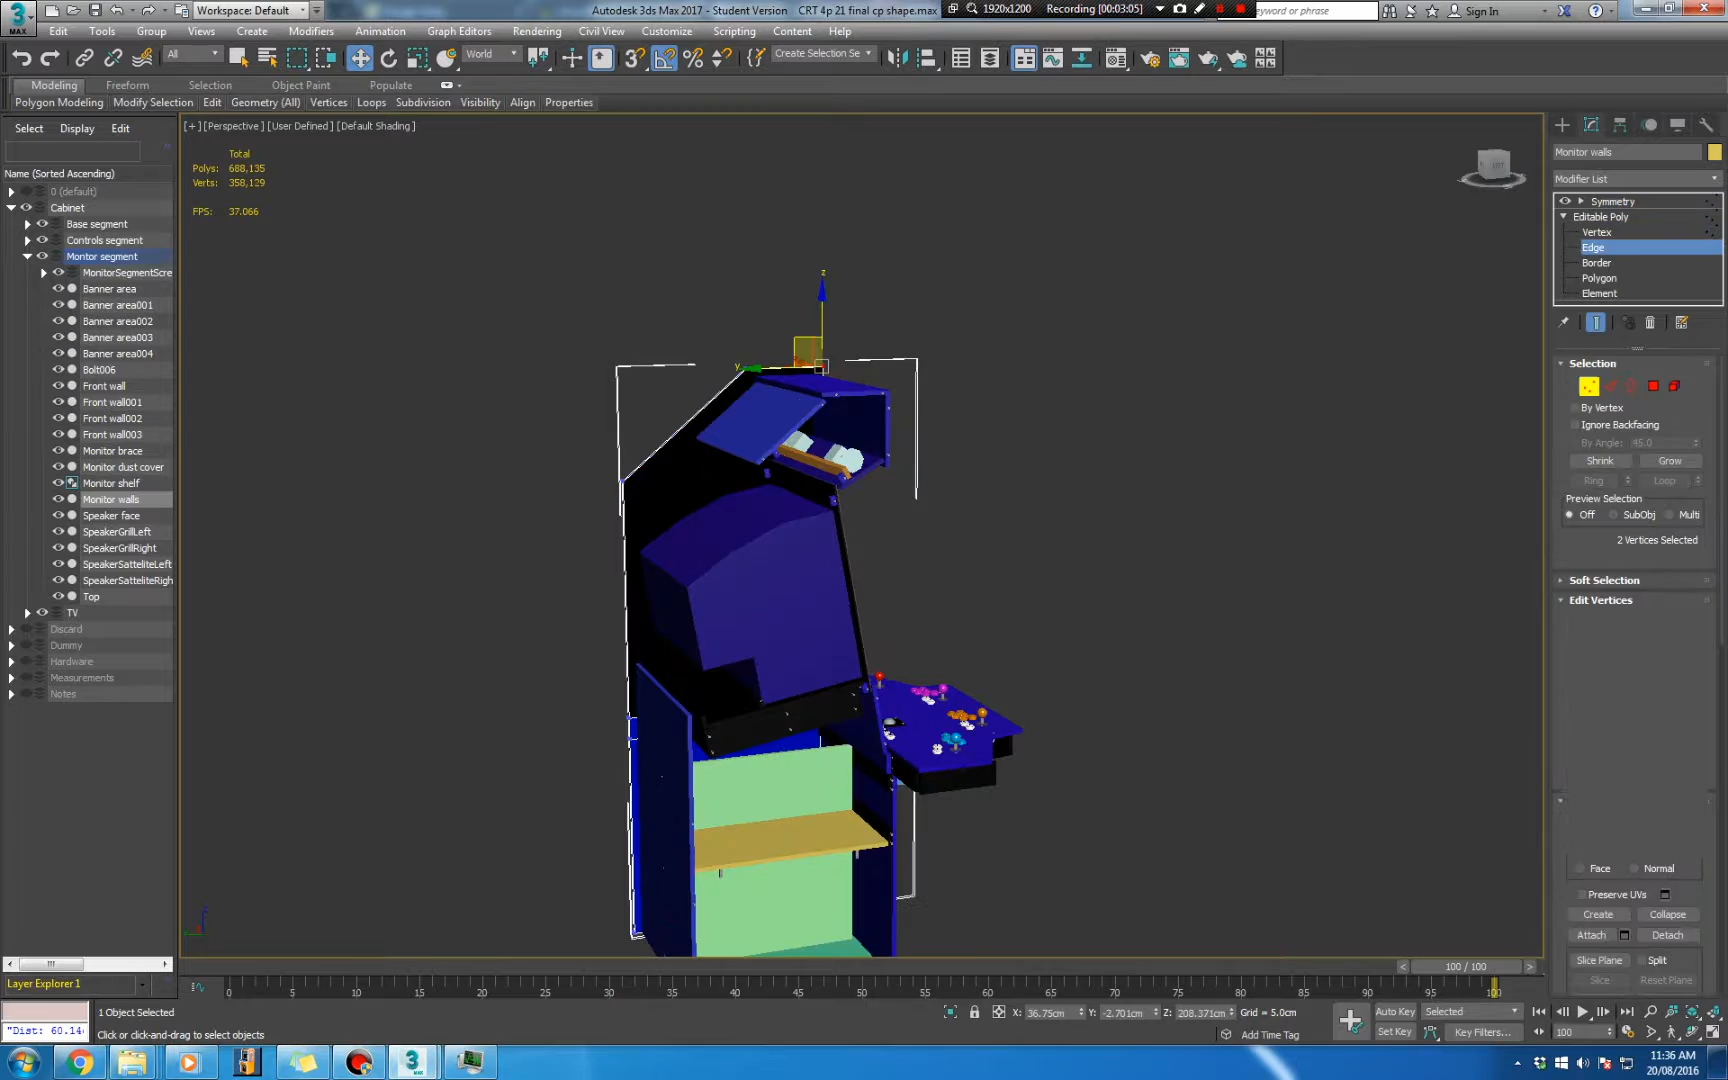 Workspace: Default
Autodesk 3ds Max 2017 - Student Version
CRT 4p 21 final cp shape.max
1920x1200
Recording [00:03:05]
or phrase
Sign In
MAX
Edit
Tools
Group
Views
Create
Modifiers
Animation
Graph Editors
Rendering
Civil View
Customize
Scripting
Content
Help
All
World
Create Selection Se
Modeling
Freeform
Selection
Object Paint
Populate
Polygon Modeling
Modify Selection
Edit
Geometry (All)
Vertices
Loops
Subdivision
Visibility
Align
Properties
Select
Display
Edit
Name (Sorted Ascending)
0 (default)
Cabinet
Base segment
Controls segment
Montor segment
MonitorSegmentScre
Banner area
Banner area001
Banner area002
Banner area003
Banner area004
Bolt006
Front wall
Front wall001
Front wall002
Front wall003
Monitor brace
Monitor dust cover
Monitor shelf
Monitor walls
Speaker face
SpeakerGrillLeft
SpeakerGrillRight
SpeakerSatteliteLeft
SpeakerSatteliteRigh
Top
TV
Discard
Dummy
Hardware
Measurements
Notes
Layer Explorer 1
[+] [Perspective] [User Defined] [Default Shading]
Total
Polys: 688,135
Verts: 358,129
FPS: 37.066
z
y
Monitor walls
Modifier List
Symmetry
Editable Poly
Vertex
Edge
Border
Polygon
Element
Selection
By Vertex
Ignore Backfacing
By Angle: 45.0
Shrink
Grow
Ring
Loop
Preview Selection
Off
SubObj
Multi
2 Vertices Selected
Soft Selection
Edit Vertices
Face
Normal
Preserve UVs
Create
Collapse
Attach
Detach
Slice Plane
Split
Slice
Reset Plane
100 / 100
0 5 10 15 20 25 30 35 40 45 50 55 60 65 70 75 80 85 90 95 100
"Dist: 60.14
1 Object Selected
Click or click-and-drag to select objects
X: 36.75cm
Y: -2.701cm
Z: 208.371cm
Grid = 5.0cm
Add Time Tag
Auto Key
Selected
Set Key
Key Filters...
100
11:36 AM
20/08/2016